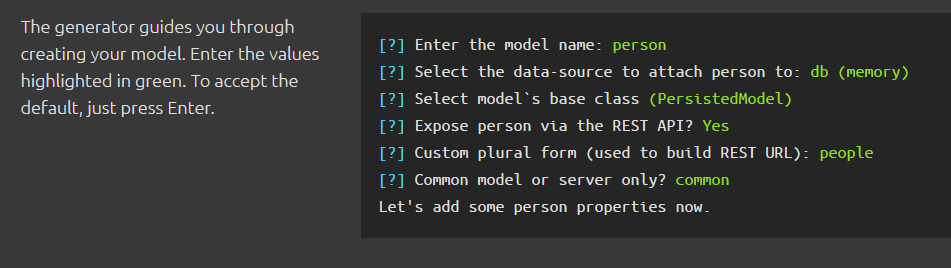 The generator guides you through
creating your model. Enter the values
highlighted in green. To accept the
default, just press Enter.
[?] Enter the model name: person
[?] Select the data-source to attach person to: db (memory)
[?] Select model`s base class (PersistedModel)
[?] Expose person via the REST API? Yes
[?] Custom plural form (used to build REST URL): people
[?] Common model or server only? common
Let's add some person properties now.